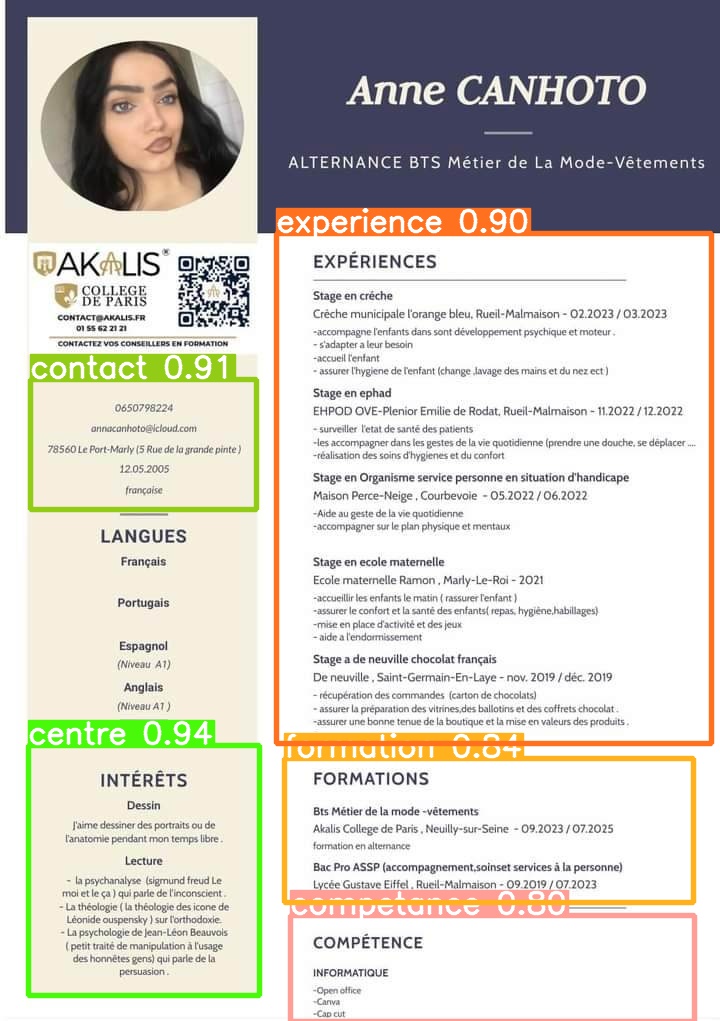 Anne CANHOTO
ALTERNANCE BTS Métier de La Mode-Vêtements
AKALIS®
COLLEGE
DE PARIS
CONTACT@AKALIS.FR
01 55 62 21 21
CONTACTEZ VOS CONSEILLERS EN FORMATION
contact 0.91
0650798224
annacanhoto@icloud.com
78560 Le Port-Marly (5 Rue de la grande pinte )
12.05.2005
française
LANGUES
Français
Portugais
Espagnol
(Niveau A1)
Anglais
(Niveau A1 )
centre 0.94
INTÉRÊTS
Dessin
J'aime dessiner des portraits ou de
l'anatomie pendant mon temps libre .
Lecture
- la psychanalyse (sigmund freud Le
moi et le ça ) qui parle de l'inconscient .
- La théologie ( la théologie des icone de
Léonide ouspensky ) sur l'orthodoxie.
- La psychologie de Jean-Léon Beauvois
( petit traité de manipulation à l'usage
des honnêtes gens) qui parle de la
persuasion .
experience 0.90
EXPÉRIENCES
Stage en crèche
Crèche municipale l'orange bleu, Rueil-Malmaison - 02.2023 / 03.2023
-accompagne l'enfants dans sont développement psychique et moteur .
- s'adapter a leur besoin
-accueil l'enfant
- assurer l'hygiene de l'enfant (change ,lavage des mains et du nez ect )
Stage en ephad
EHPOD OVE-Plenior Emilie de Rodat, Rueil-Malmaison - 11.2022 / 12.2022
- surveiller l'etat de santé des patients
-les accompagner dans les gestes de la vie quotidienne (prendre une douche, se déplacer ....
-réalisation des soins d'hygienes et du confort
Stage en Organisme service personne en situation d'handicape
Maison Perce-Neige , Courbevoie - 05.2022 / 06.2022
-Aide au geste de la vie quotidienne
-accompagner sur le plan physique et mentaux
Stage en ecole maternelle
Ecole maternelle Ramon , Marly-Le-Roi - 2021
-accueillir les enfants le matin ( rassurer l'enfant )
-assurer le confort et la santé des enfants( repas, hygiène,habillages)
-mise en place d'activité et des jeux
- aide a l'endormissement
Stage a de neuville chocolat français
De neuville , Saint-Germain-En-Laye - nov. 2019 / déc. 2019
- récupération des commandes (carton de chocolats)
- assurer la préparation des vitrines,des ballotins et des coffrets chocolat .
-assurer une bonne tenue de la boutique et la mise en valeurs des produits .
formation 0.84
FORMATIONS
Bts Métier de la mode -vêtements
Akalis College de Paris , Neuilly-sur-Seine - 09.2023 / 07.2025
formation en alternance
Bac Pro ASSP (accompagnement,soinset services à la personne)
Lycée Gustave Eiffel , Rueil-Malmaison - 09.2019 / 07.2023
competance 0.80
COMPÉTENCE
INFORMATIQUE
-Open office
-Canva
-Cap cut